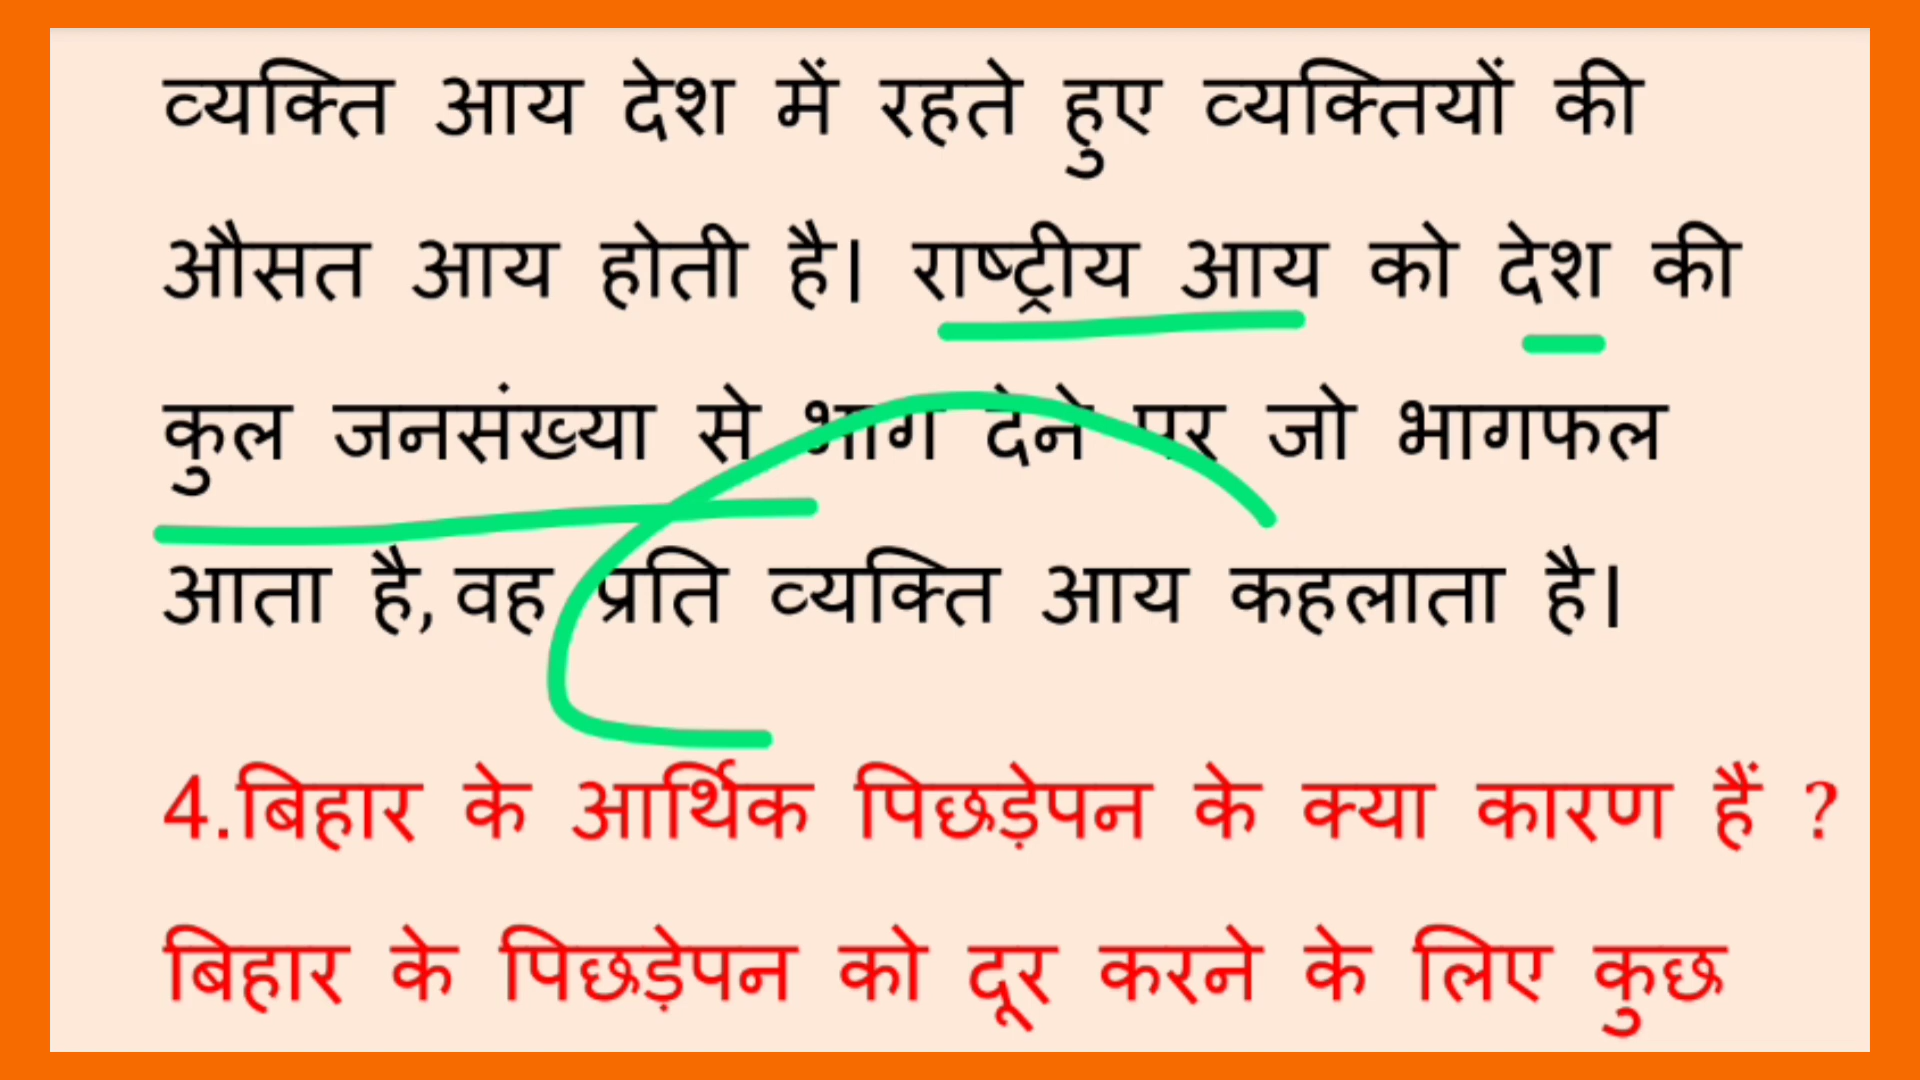 व्यक्ति आय देश में रहते हुए व्यक्तियों की
औसत आय होती है। राष्ट्रीय आय को देश की
कुल जनसंख्या से भाग देने पर जो भागफल
आता है, वह प्रति व्यक्ति आय कहलाता है।
4.बिहार के आर्थिक पिछड़ेपन के क्या कारण हैं ?
बिहार के पिछड़ेपन को दूर करने के लिए कुछ